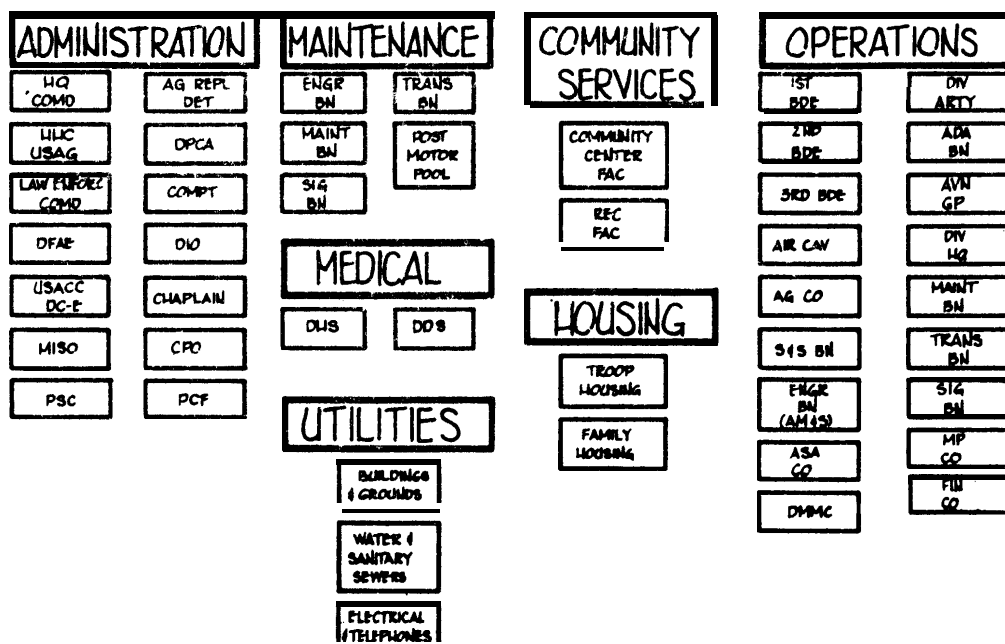 ADMINISTRATION
HQ
COMD
HHC
USAG
LAW ENFORC
COMD
DFAE
USACC
DC-E
MISO
PSC
AG REPL
DET
DPCA
COMPT
DIO
CHAPLAIN
CPO
PCF
MAINTENANCE
ENGR
BN
MAINT
BN
SIG
BN
TRANS
BN
POST
MOTOR
POOL
MEDICAL
DHS
DDS
UTILITIES
BUILDINGS
& GROUNDS
WATER &
SANITARY
SEWERS
ELECTRICAL
& TELEPHONES
COMMUNITY
SERVICES
COMMUNITY
CENTER
FAC
REC
FAC
HOUSING
TROOP
HOUSING
FAMILY
HOUSING
OPERATIONS
1ST
BDE
2ND
BDE
3RD BDE
AIR CAV
AG CO
S&S BN
ENGR
BN
(AM&S)
ASA
CO
DMMC
DIV
ARTY
ADA
BN
AVN
GP
DIV
HQ
MAINT
BN
TRANS
BN
SIG
BN
MP
CO
FIN
CO